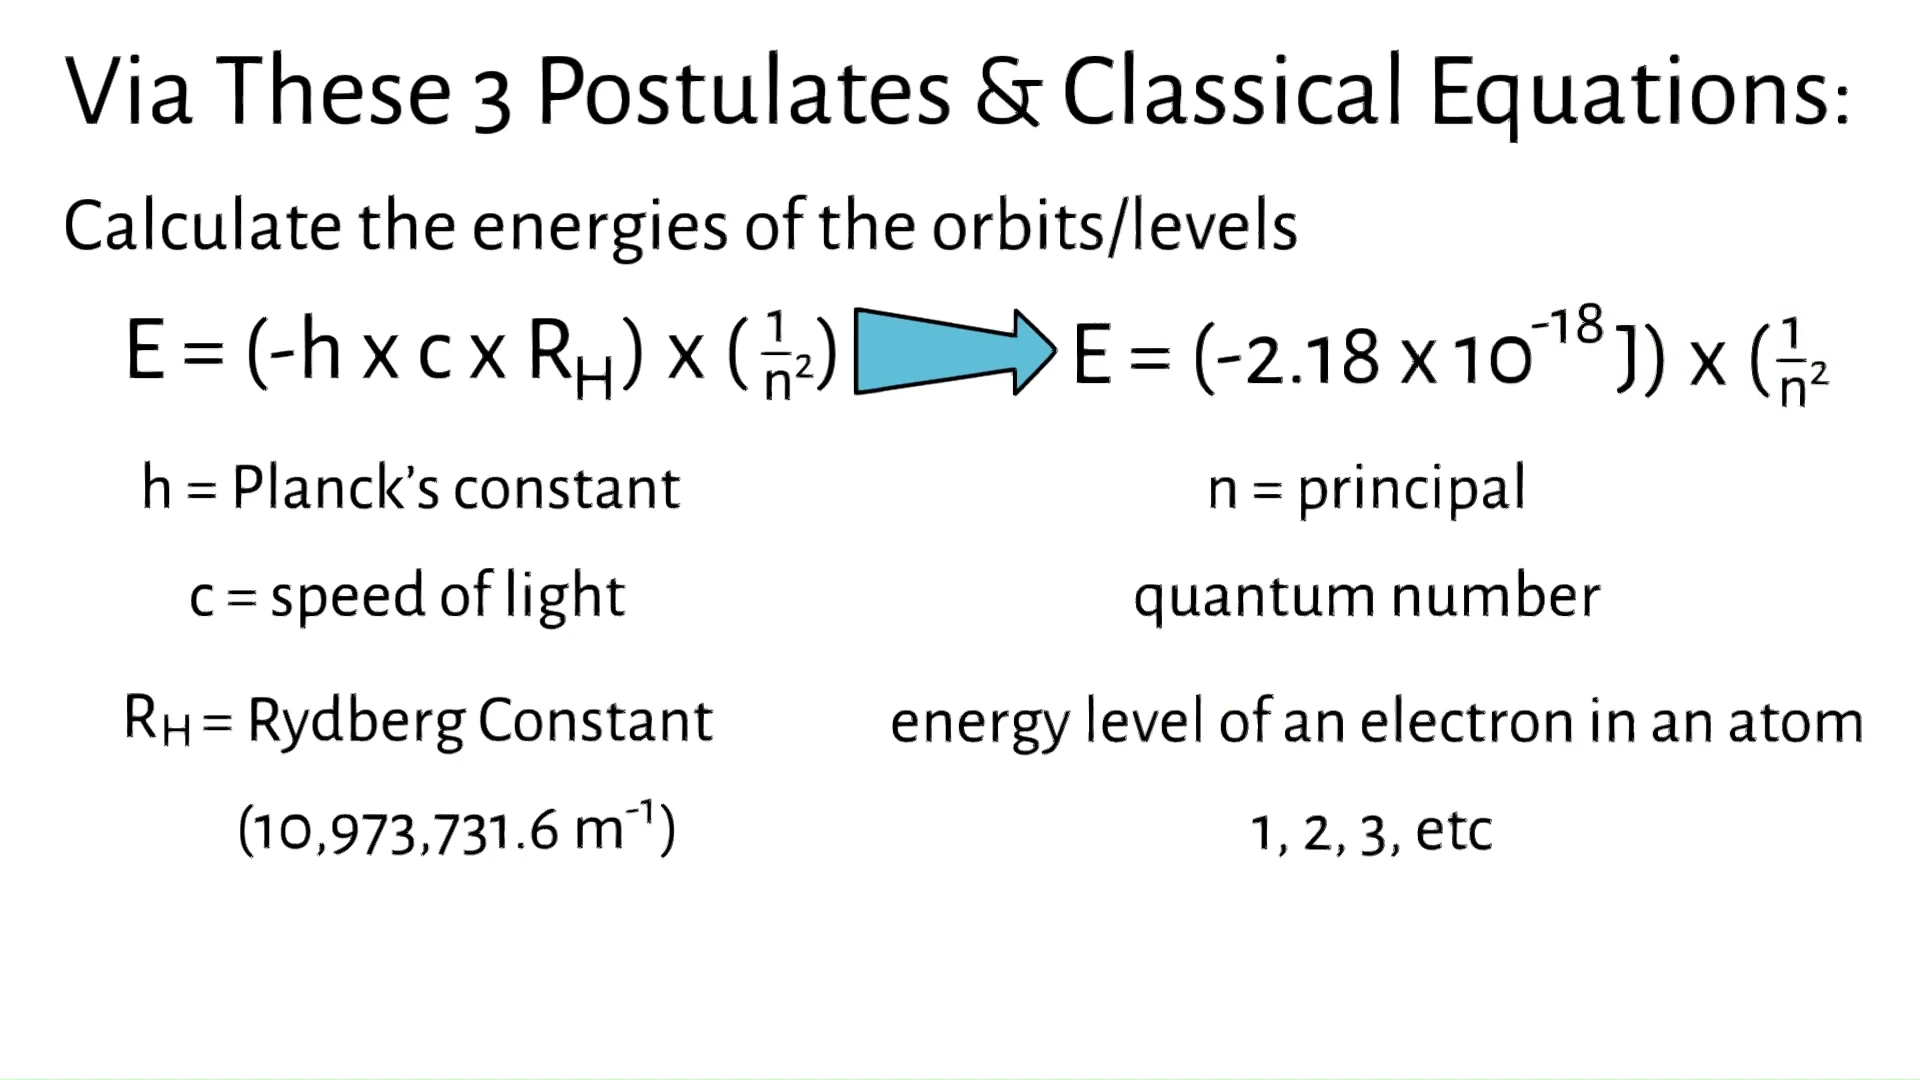 Via These 3 Postulates & Classical Equations:
Calculate the energies of the orbits/levels
E = (-h x c x R_H) x (1/n²) E = (-2.18 x 10⁻¹⁸ J) x (1/n²
h = Planck’s constant
n = principal
c = speed of light
quantum number
R_H = Rydberg Constant
energy level of an electron in an atom
(10,973,731.6 m⁻¹)
1, 2, 3, etc